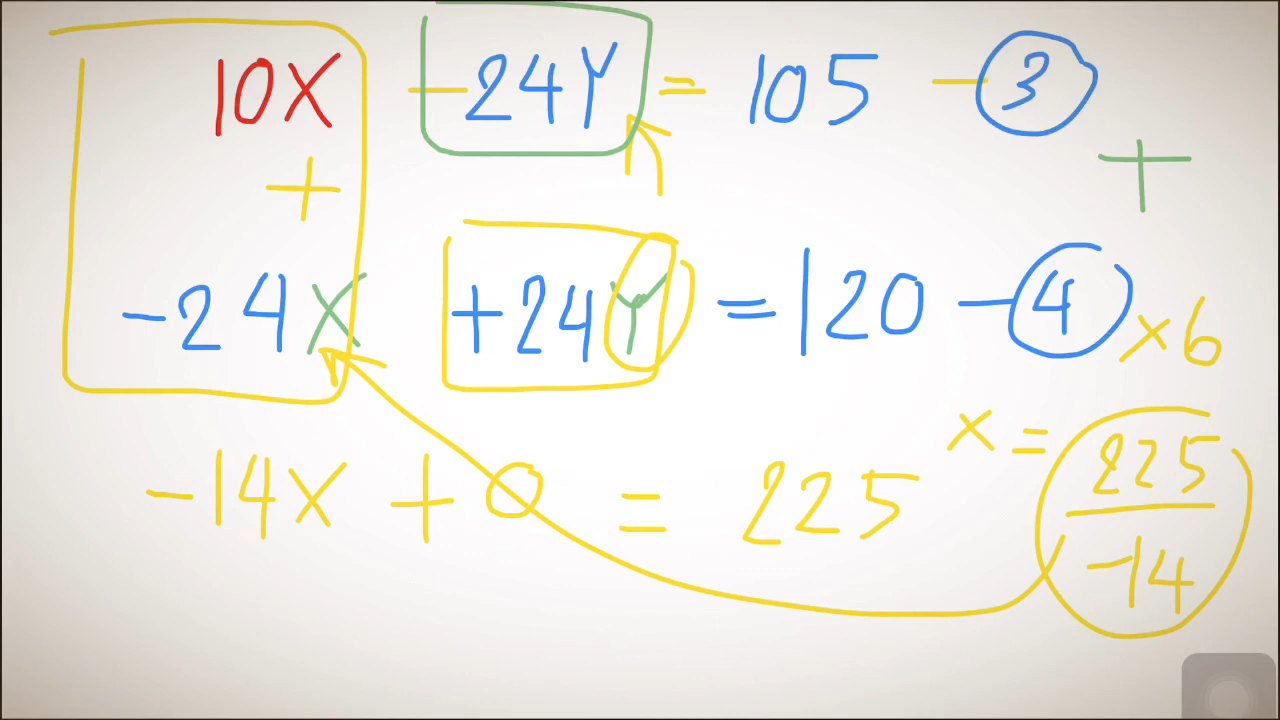 10X -24Y = 105 - 3
+ +
-24X +24Y = 120 - 4 ×6
-14X + 0 = 225 x = 225/-14